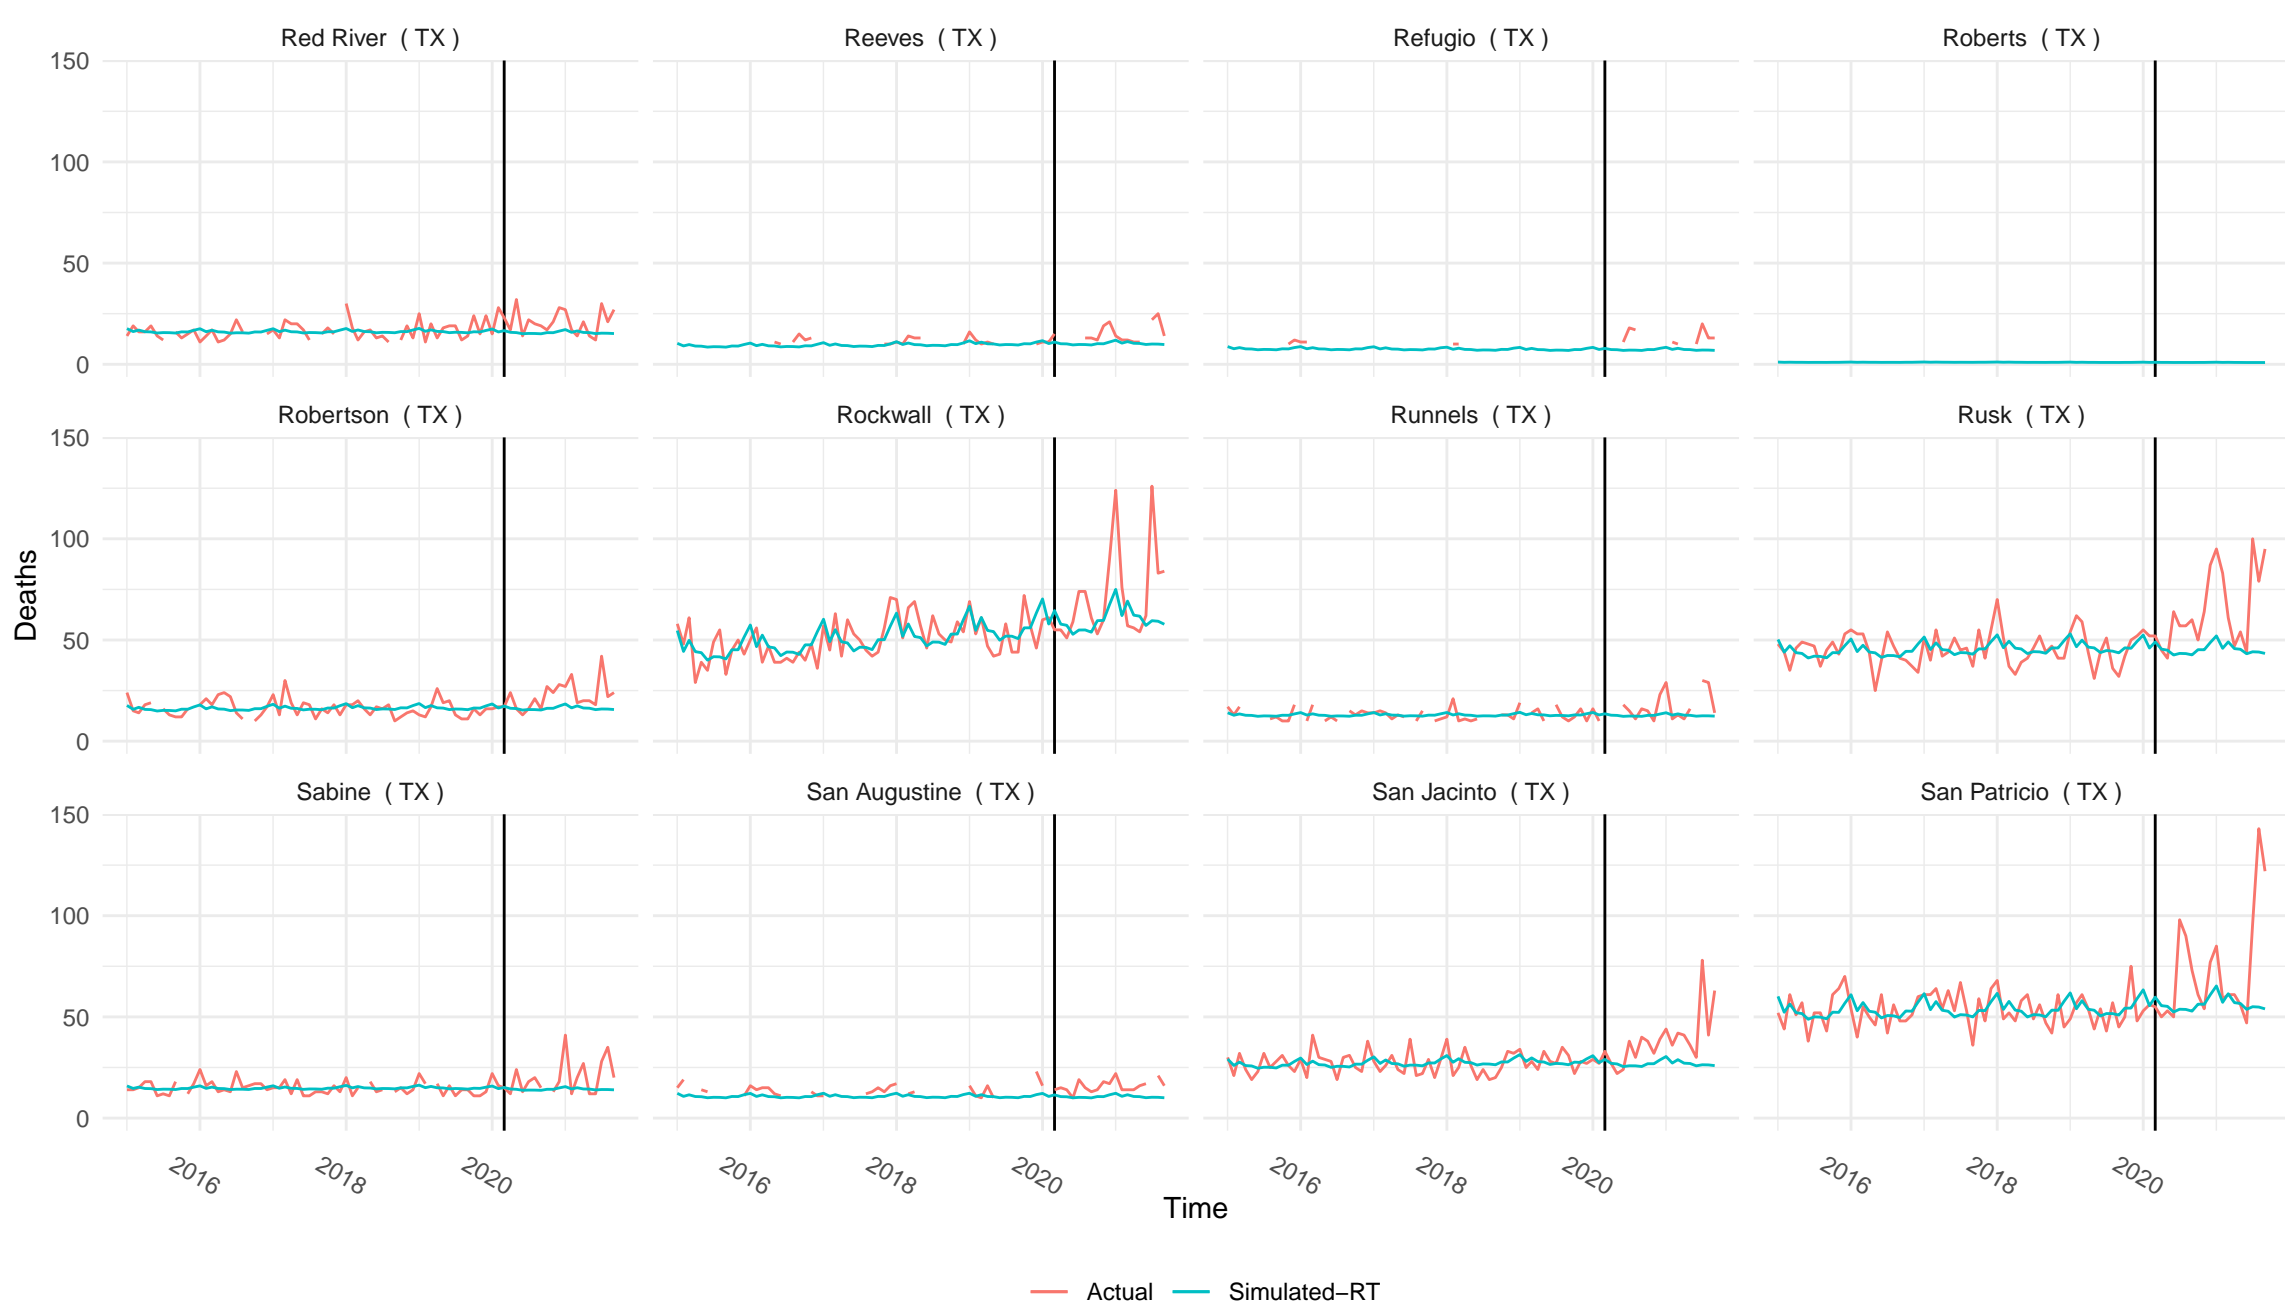 Red River ( TX ) Reeves ( TX ) Refugio ( TX ) Roberts ( TX )
150
100
50
0
Robertson ( TX ) Rockwall ( TX ) Runnels ( TX ) Rusk ( TX )
150
100
50
0
Sabine ( TX ) San Augustine ( TX ) San Jacinto ( TX ) San Patricio ( TX )
150
100
50
0
Deaths
2016 2018 2020 2016 2018 2020 2016 2018 2020 2016 2018 2020
Time
Actual Simulated−RT